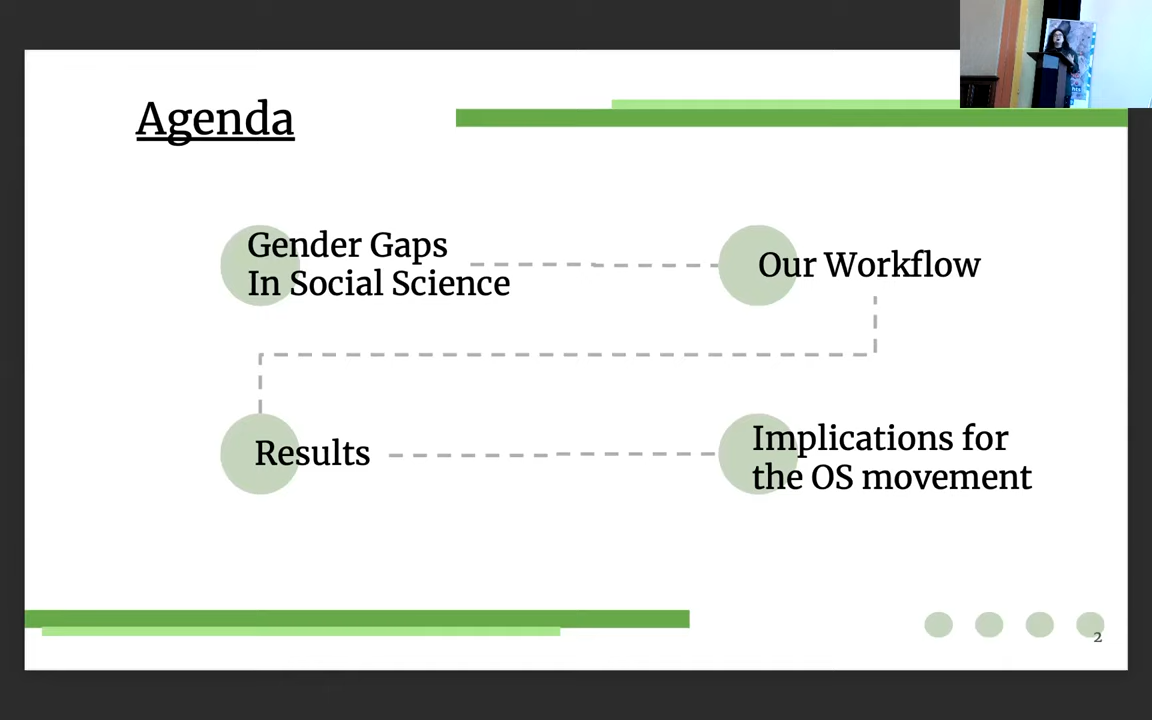 Agenda
Gender Gaps
In Social Science
Our Workflow
Results
Implications for
the OS movement
2